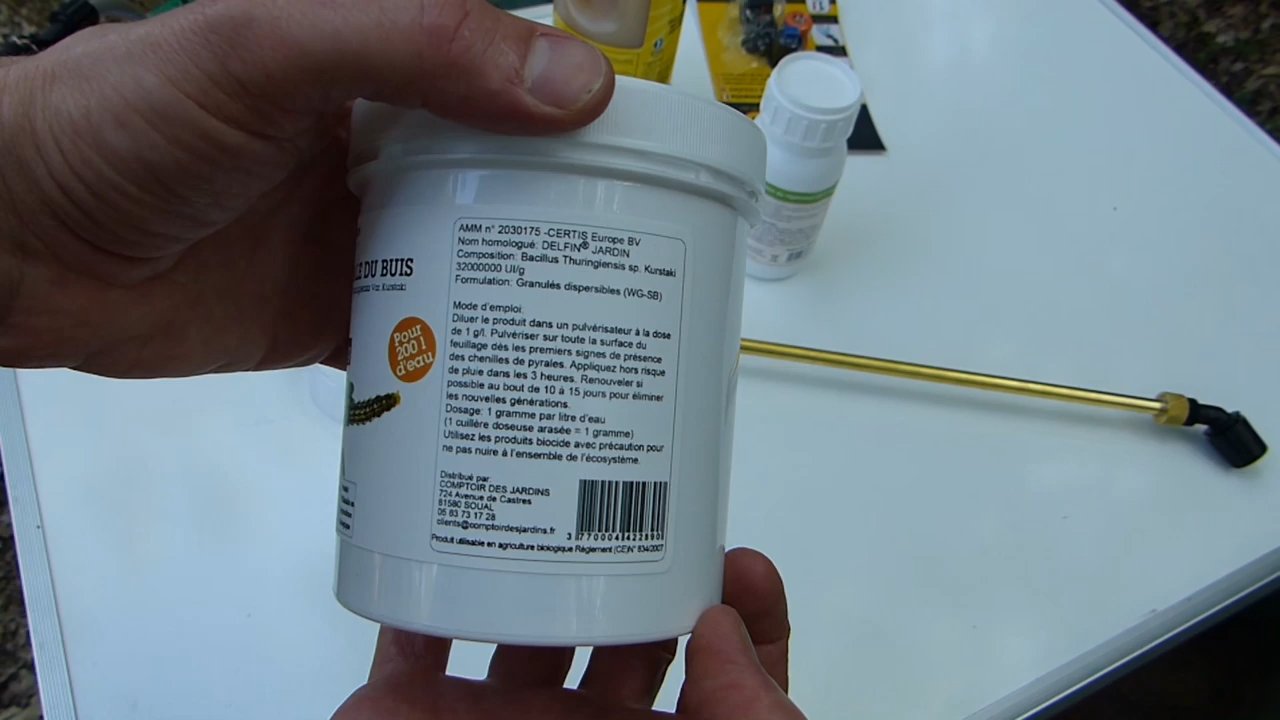 DU BUIS
Var. Kurstaki
Pour
200 l
d'eau
AMM n° 2030175 -CERTIS Europe BV
Nom homologué: DELFIN® JARDIN
Composition: Bacillus Thuringiensis sp. Kurstaki
32000000 UI/g
Formulation: Granulés dispersibles (WG-SB)
Mode d'emploi:
Diluer le produit dans un pulvérisateur à la dose
de 1 g/l. Pulvériser sur toute la surface du
feuillage dès les premiers signes de présence
des chenilles de pyrales. Appliquez hors risque
de pluie dans les 3 heures. Renouveler si
possible au bout de 10 à 15 jours pour éliminer
les nouvelles générations.
Dosage: 1 gramme par litre d'eau
(1 cuillère doseuse arasée = 1 gramme)
Utilisez les produits biocide avec précaution pour
ne pas nuire à l'ensemble de l'écosystème.
Distribué par:
COMPTOIR DES JARDINS
724 Avenue de Castres
81580 SOUAL
05 63 73 17 28
clients@comptoirdesjardins.fr
3 770004 422890
Produit utilisable en agriculture biologique Réglement (CE)N° 834/2007